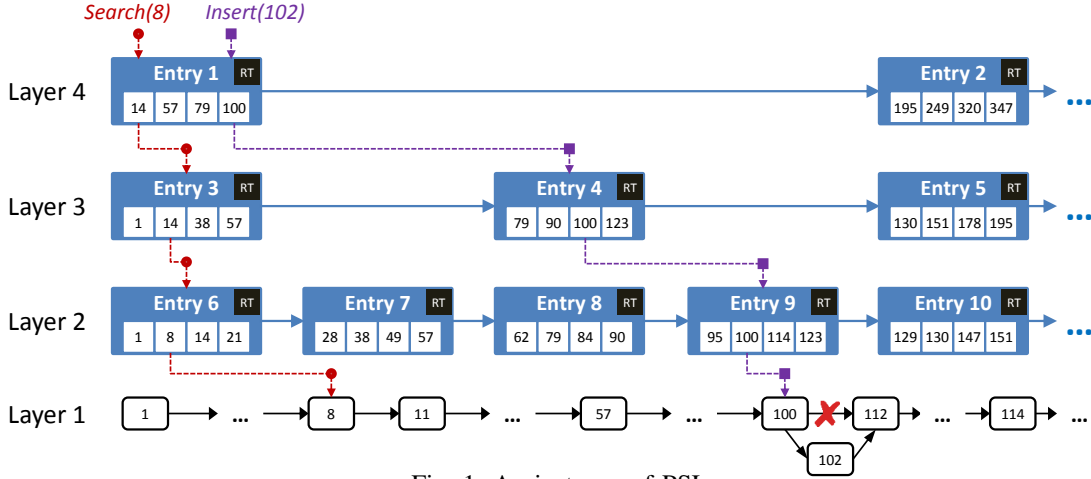 Search(8) Insert(102)
Layer 4 Entry 1 RT Entry 2 RT ...
14 57 79 100 195 249 320 347
Layer 3 Entry 3 RT Entry 4 RT Entry 5 RT ...
1 14 38 57 79 90 100 123 130 151 178 195
Layer 2 Entry 6 RT Entry 7 RT Entry 8 RT Entry 9 RT Entry 10 RT ...
1 8 14 21 28 38 49 57 62 79 84 90 95 100 114 123 129 130 147 151
Layer 1 1 ... 8 11 ... 57 ... 100 112 ... 114 ...
102